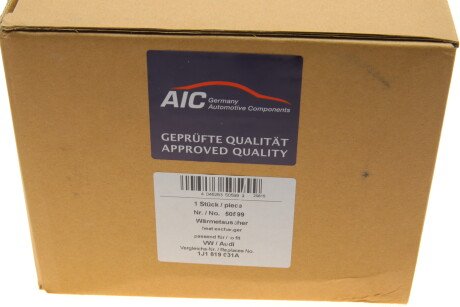 AIC Germany
Automotive Components
GEPRÜFTE QUALITÄT
APPROVED QUALITY
1 Stück / piece
Nr. / No. 50599
Wärmetauscher
heat exchanger
passend für / to fit
VW / Audi
Vergleichs-Nr. / Replaces No.
1J1 819 031A